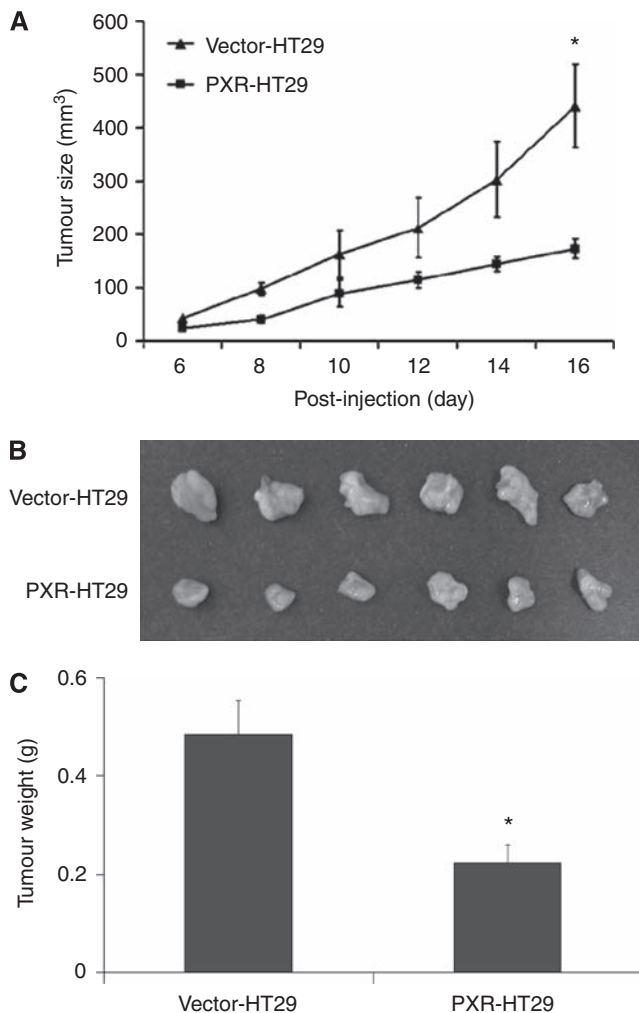 A
600
500
400
300
200
100
0
Tumour size (mm³)
Vector-HT29
PXR-HT29
*
6 8 10 12 14 16
Post-injection (day)
B
Vector-HT29
PXR-HT29
C
0.6
0.4
0.2
0
Tumour weight (g)
*
Vector-HT29 PXR-HT29